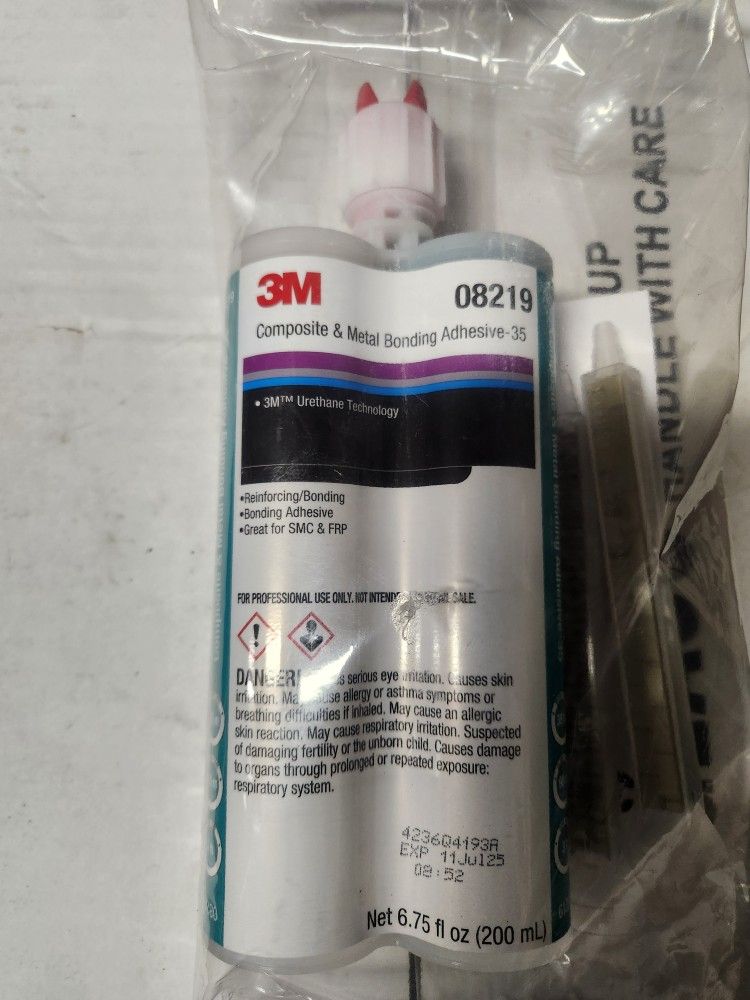 3M
08219
Composite & Metal Bonding Adhesive-35
• 3M™ Urethane Technology
•Reinforcing/Bonding
•Bonding Adhesive
•Great for SMC & FRP
FOR PROFESSIONAL USE ONLY. NOT SALE.
DANGER! serious eye irritation. Causes skin
irritation. May cause allergy or asthma symptoms or
breathing difficulties if inhaled. May cause an allergic
skin reaction. May cause respiratory irritation. Suspected
of damaging fertility or the unborn child. Causes damage
to organs through prolonged or repeated exposure:
respiratory system.
4236Q4193A
EXP 11Jul25
08:52
Net 6.75 fl oz (200 mL)
UP
HANDLE WITH CARE